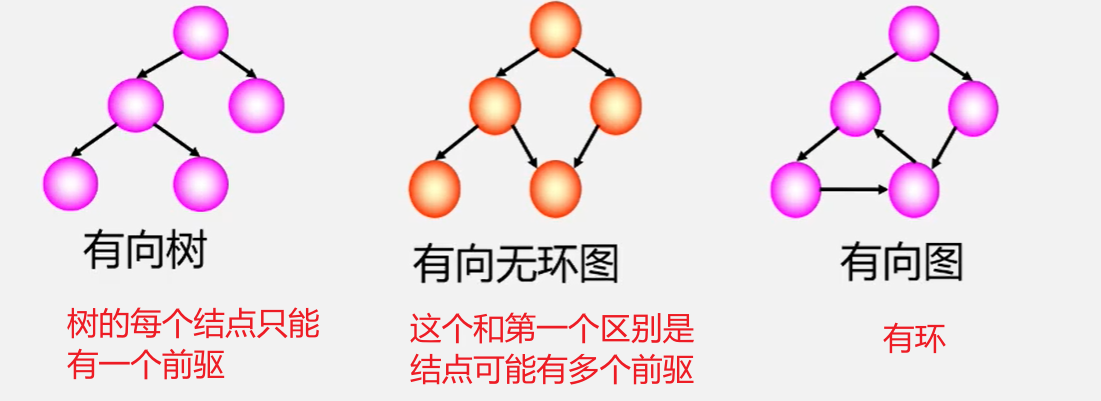 有向树
有向无环图
有向图
树的每个结点只能
有一个前驱
这个和第一个区别是
结点可能有多个前驱
有环